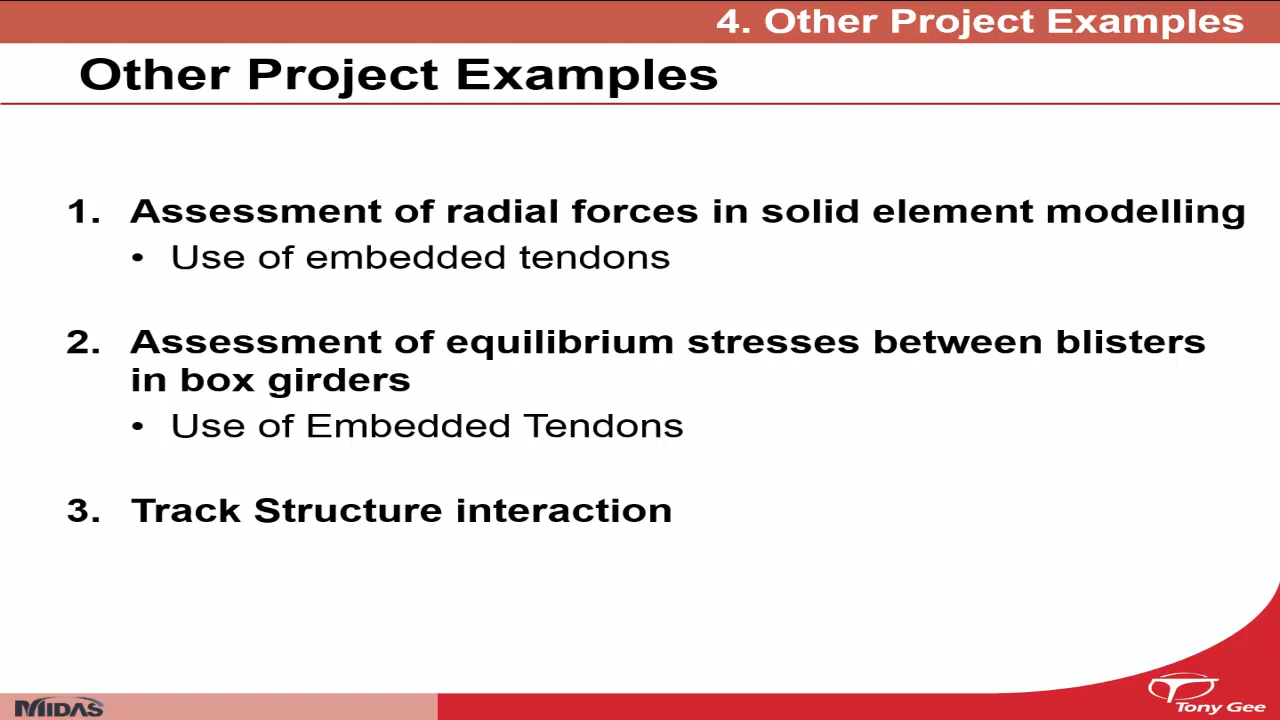 4. Other Project Examples
Other Project Examples
1. Assessment of radial forces in solid element modelling
• Use of embedded tendons
2. Assessment of equilibrium stresses between blisters
in box girders
• Use of Embedded Tendons
3. Track Structure interaction
MIDAS
Tony Gee